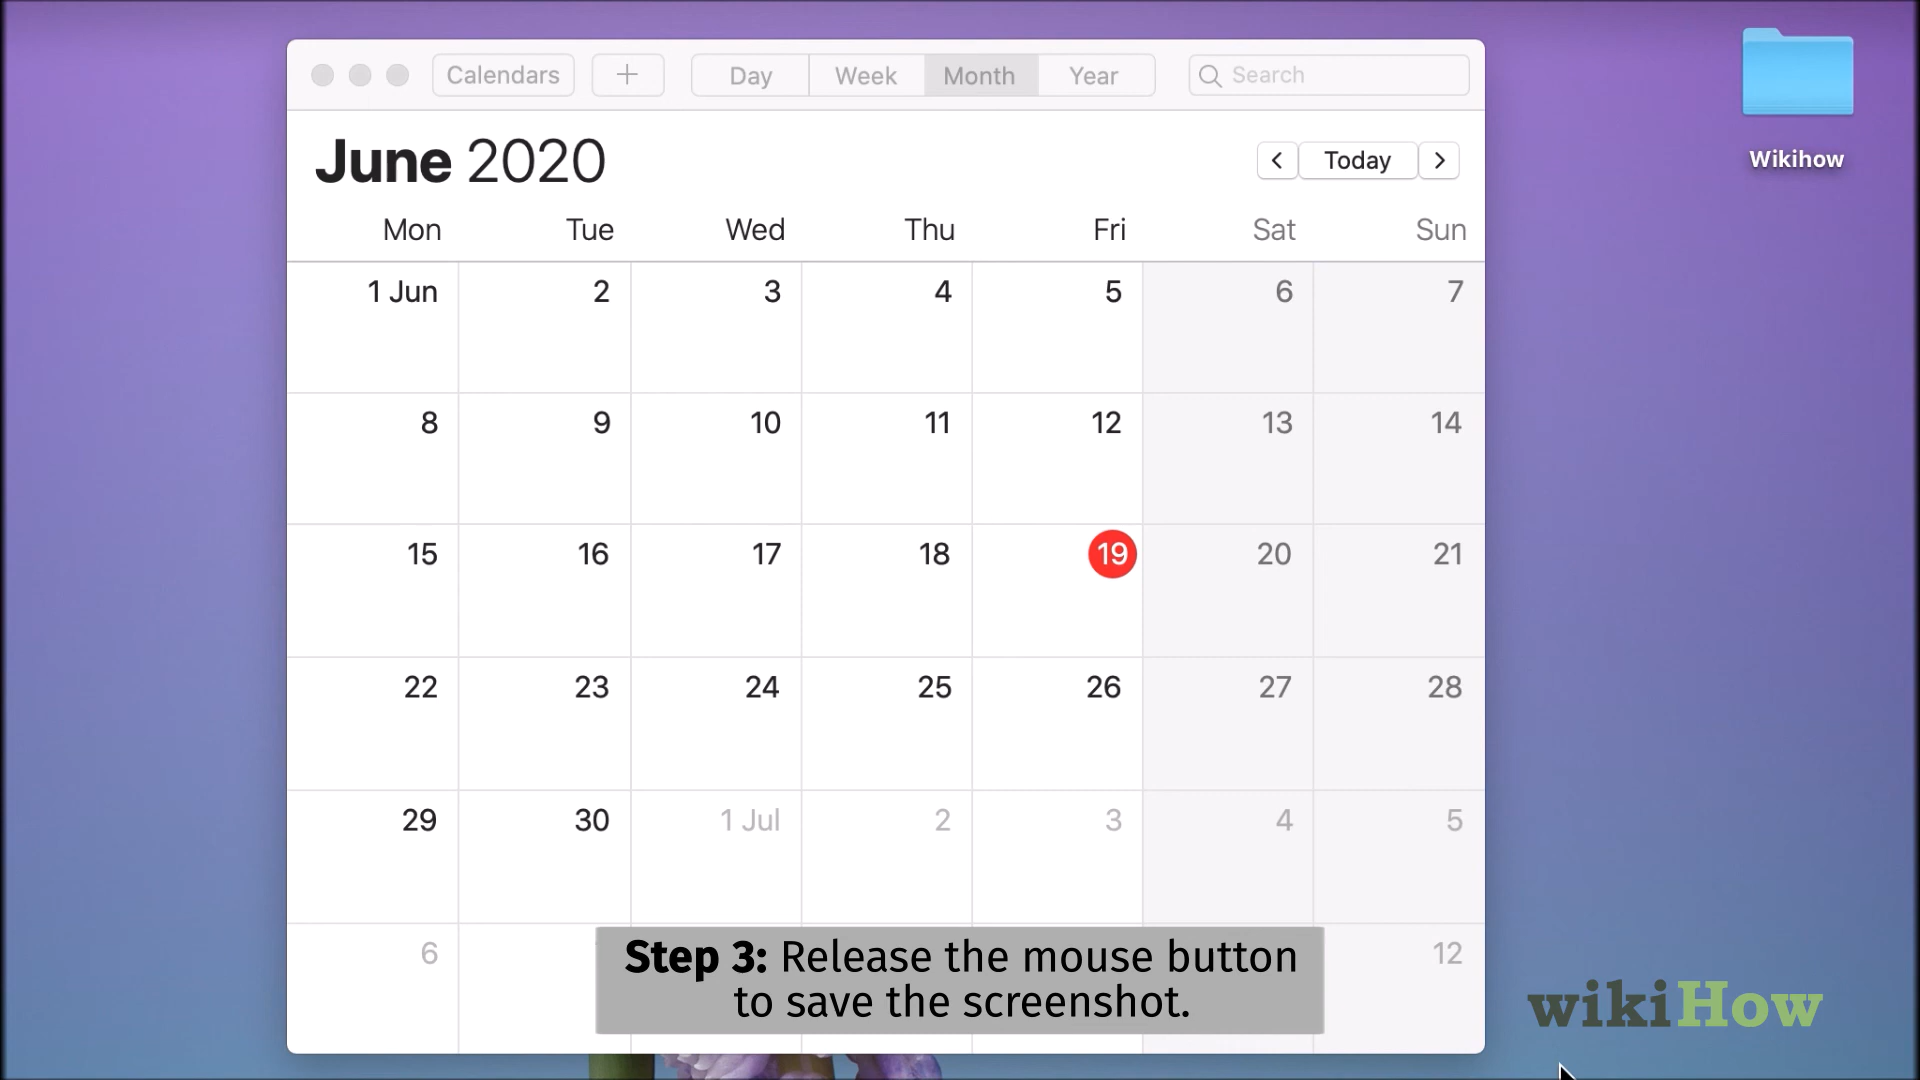 Calendars + Day Week Month Year Search
Wikihow
June 2020
< Today >
Mon Tue Wed Thu Fri Sat Sun
1 Jun 2 3 4 5 6 7
8 9 10 11 12 13 14
15 16 17 18 19 20 21
22 23 24 25 26 27 28
29 30 1 Jul 2 3 4 5
6 12
Step 3: Release the mouse button
to save the screenshot.
wikiHow